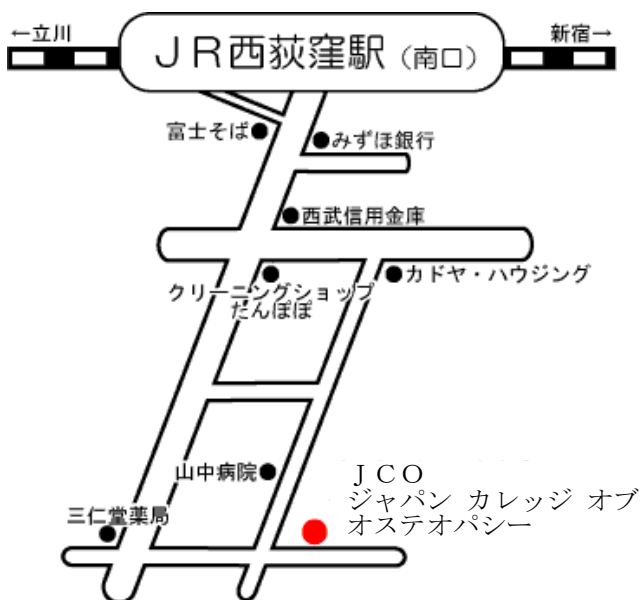 ←立川
新宿→
JR西荻窪駅（南口）
富士そば
みずほ銀行
西武信用金庫
カドヤ・ハウジング
クリーニングショップ
たんぽぽ
山中病院
三仁堂薬局
ＪＣＯ
ジャパン カレッジ オブ
オステオパシー